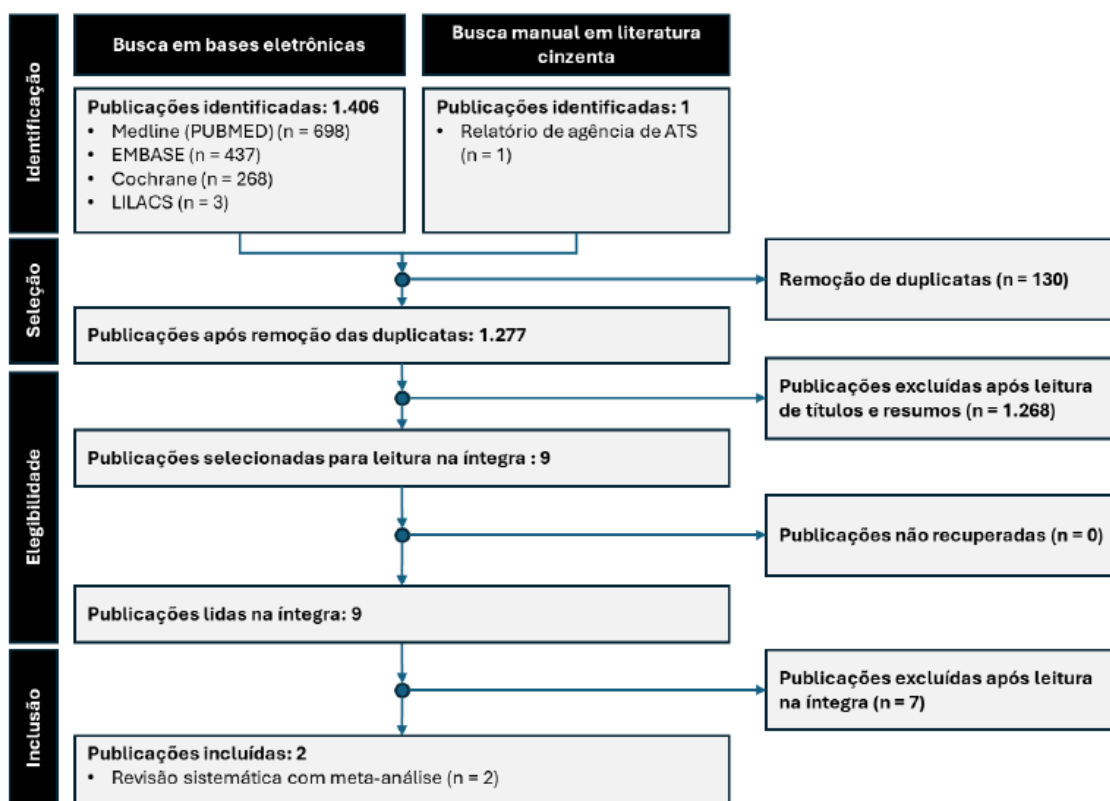 Identificação
Busca em bases eletrônicas
Busca manual em literatura
cinzenta
Publicações identificadas: 1.406
• Medline (PUBMED) (n = 698)
• EMBASE (n = 437)
• Cochrane (n = 268)
• LILACS (n = 3)
Publicações identificadas: 1
• Relatório de agência de ATS
(n = 1)
Seleção
Remoção de duplicatas (n = 130)
Publicações após remoção das duplicatas: 1.277
Elegibilidade
Publicações excluídas após leitura
de títulos e resumos (n = 1.268)
Publicações selecionadas para leitura na íntegra : 9
Publicações não recuperadas (n = 0)
Publicações lidas na íntegra: 9
Inclusão
Publicações excluídas após leitura
na íntegra (n = 7)
Publicações incluídas: 2
• Revisão sistemática com meta-análise (n = 2)